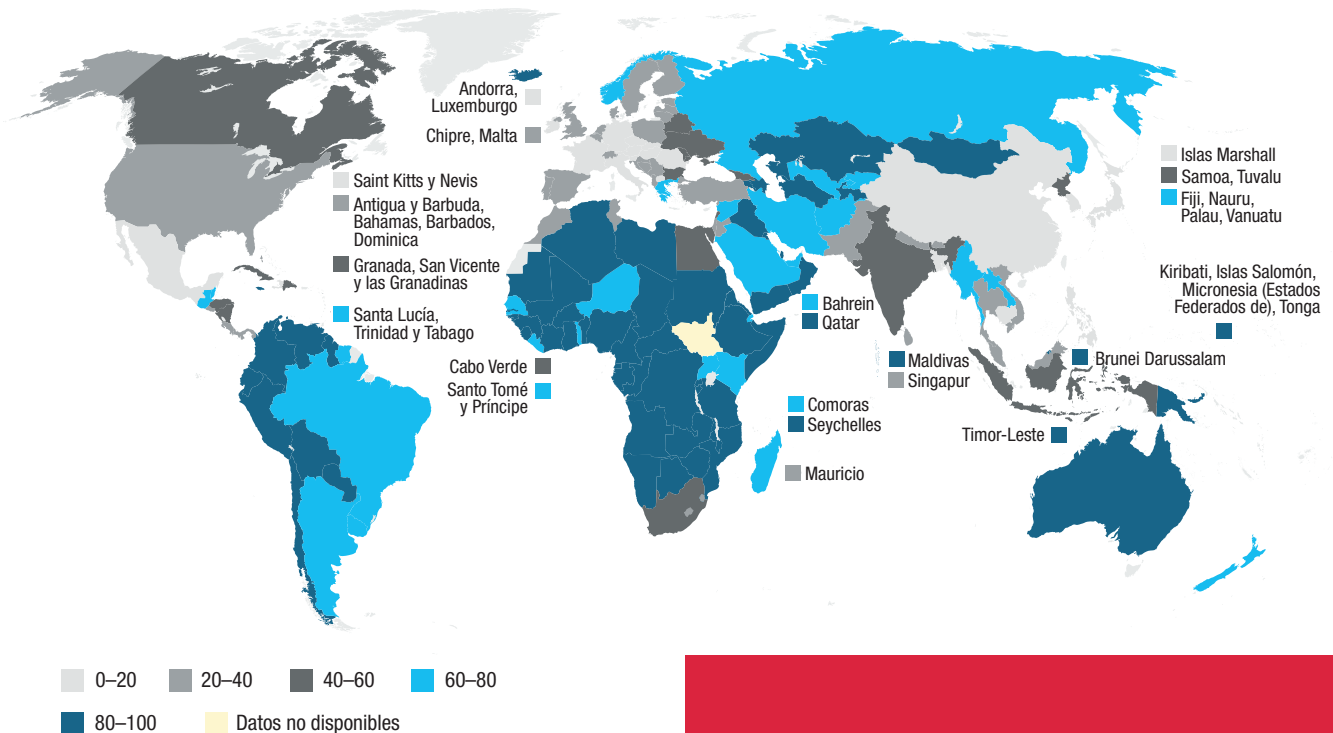 Andorra,
Luxemburgo
Chipre, Malta
Saint Kitts y Nevis
Antigua y Barbuda,
Bahamas, Barbados,
Dominica
Granada, San Vicente
y las Granadinas
Santa Lucía,
Trinidad y Tabago
Cabo Verde
Santo Tomé
y Príncipe
Bahrein
Qatar
Comoras
Seychelles
Mauricio
Maldivas
Singapur
Brunei Darussalam
Timor-Leste
Islas Marshall
Samoa, Tuvalu
Fiji, Nauru,
Palau, Vanuatu
Kiribati, Islas Salomón,
Micronesia (Estados
Federados de), Tonga
0–20
20–40
40–60
60–80
80–100
Datos no disponibles